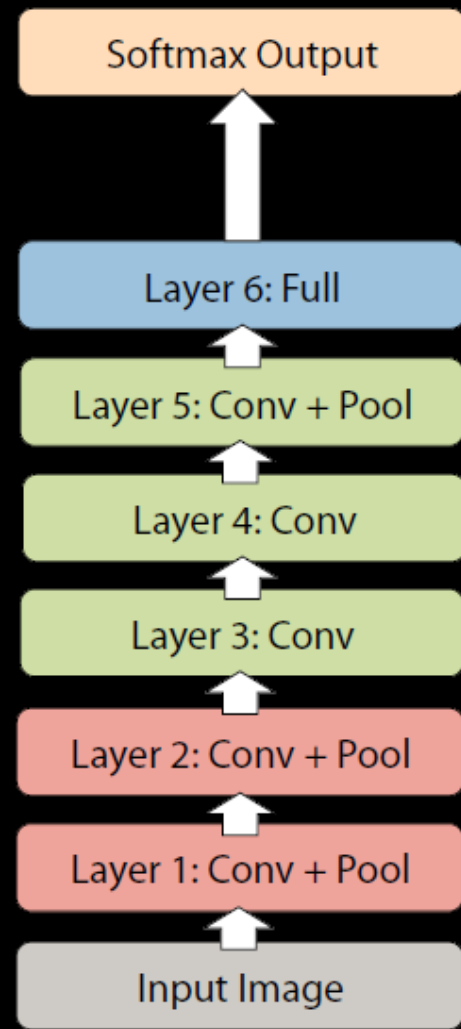 Softmax Output
Layer 6: Full
Layer 5: Conv + Pool
Layer 4: Conv
Layer 3: Conv
Layer 2: Conv + Pool
Layer 1: Conv + Pool
Input Image